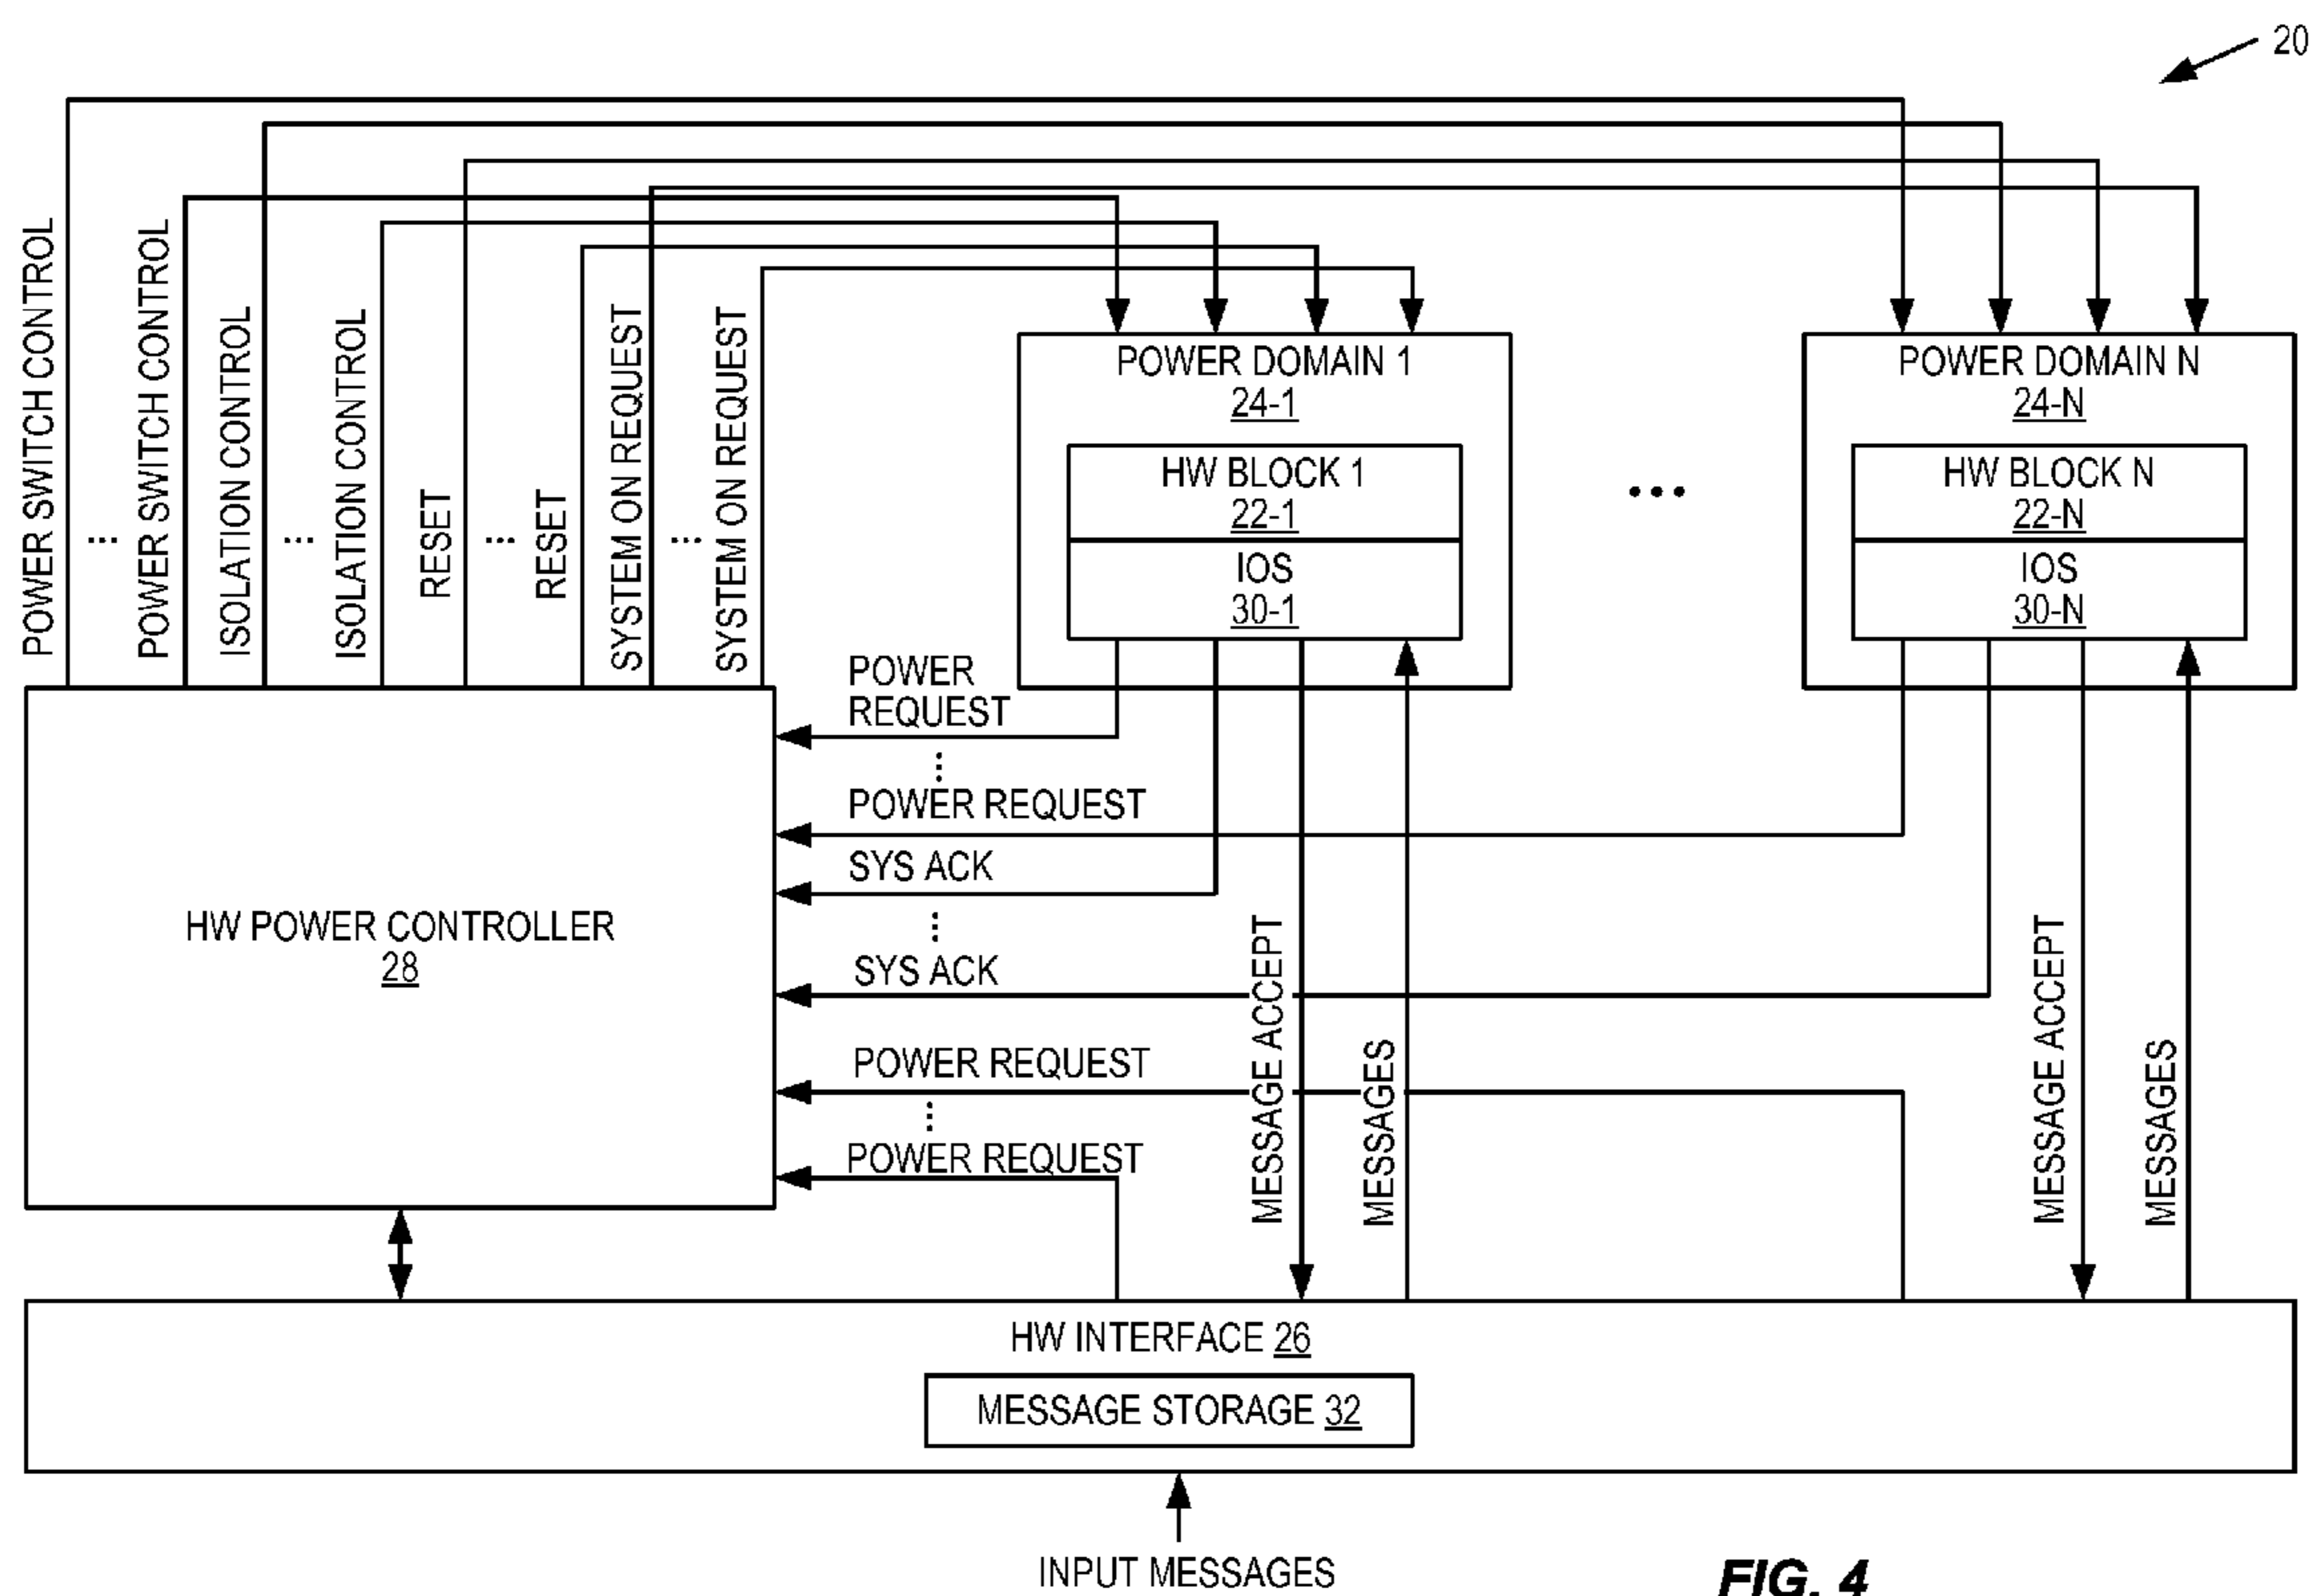 20
POWER SWITCH CONTROL
...
POWER SWITCH CONTROL
ISOLATION CONTROL
...
ISOLATION CONTROL
RESET
...
RESET
SYSTEM ON REQUEST
...
SYSTEM ON REQUEST
POWER DOMAIN 1
24-1
HW BLOCK 1
22-1
IOS
30-1
...
POWER DOMAIN N
24-N
HW BLOCK N
22-N
IOS
30-N
POWER
REQUEST
...
POWER REQUEST
SYS ACK
...
SYS ACK
POWER REQUEST
...
POWER REQUEST
HW POWER CONTROLLER
28
MESSAGE ACCEPT
MESSAGES
MESSAGE ACCEPT
MESSAGES
HW INTERFACE 26
MESSAGE STORAGE 32
INPUT MESSAGES
FIG. 4